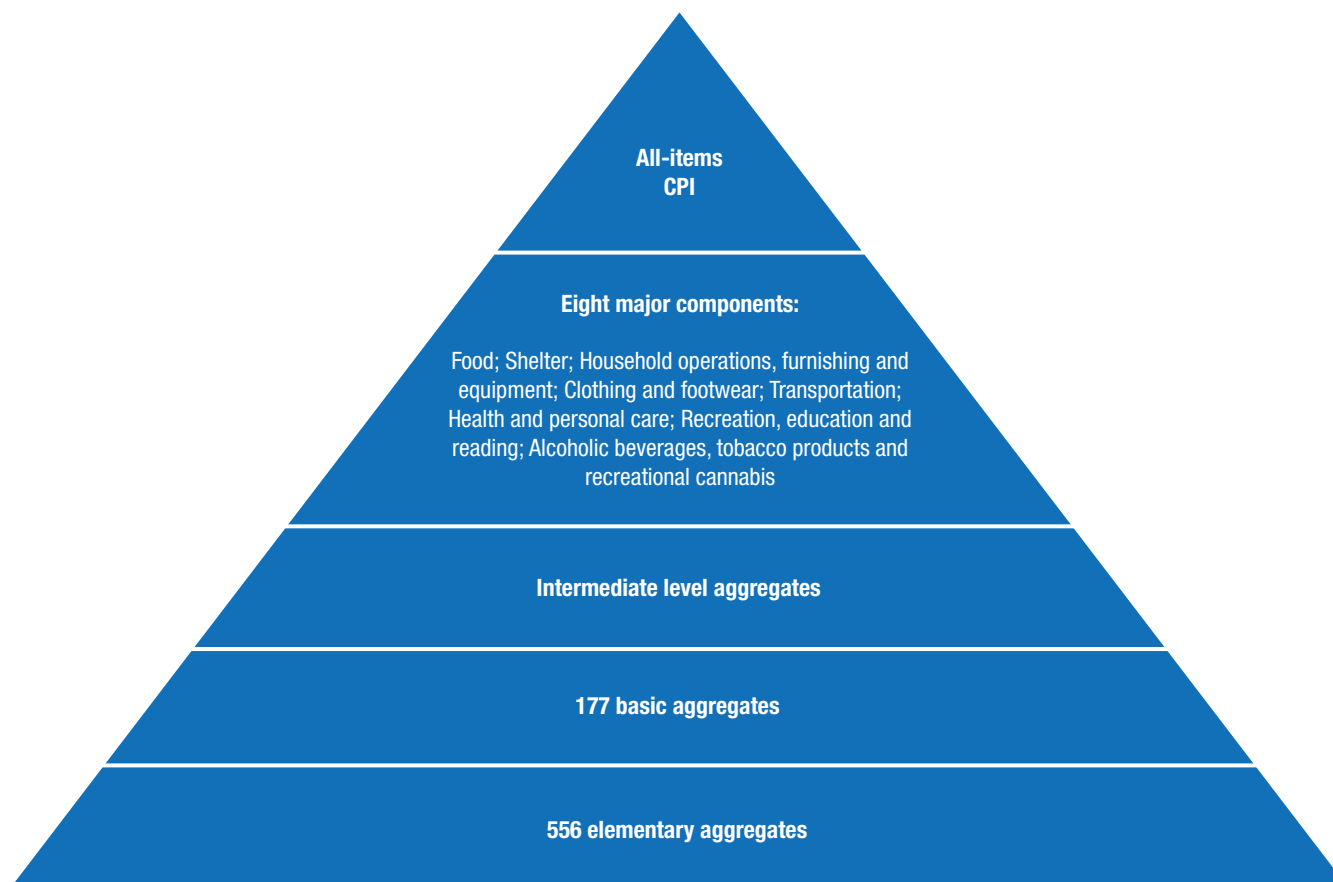 All-items
CPI
Eight major components:
Food; Shelter; Household operations, furnishing and
equipment; Clothing and footwear; Transportation;
Health and personal care; Recreation, education and
reading; Alcoholic beverages, tobacco products and
recreational cannabis
Intermediate level aggregates
177 basic aggregates
556 elementary aggregates